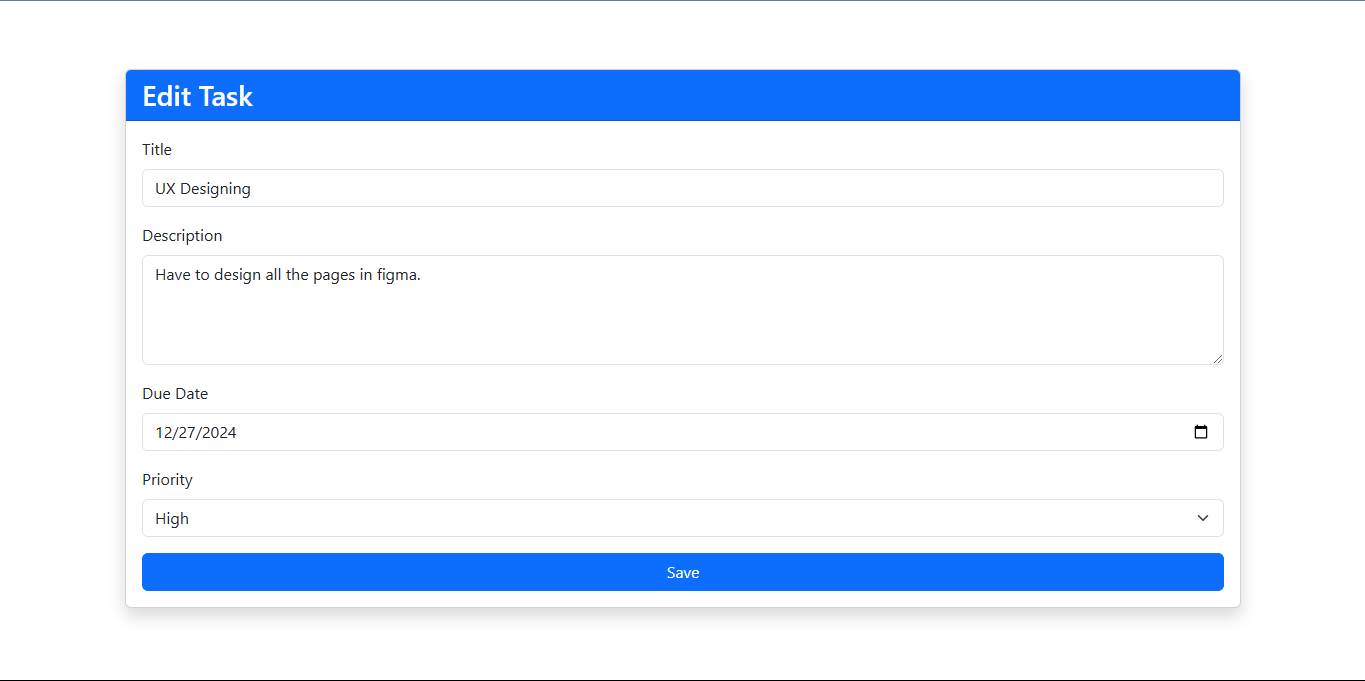 Edit Task
Title
UX Designing
Description
Have to design all the pages in figma.
Due Date
12/27/2024
Priority
High
Save